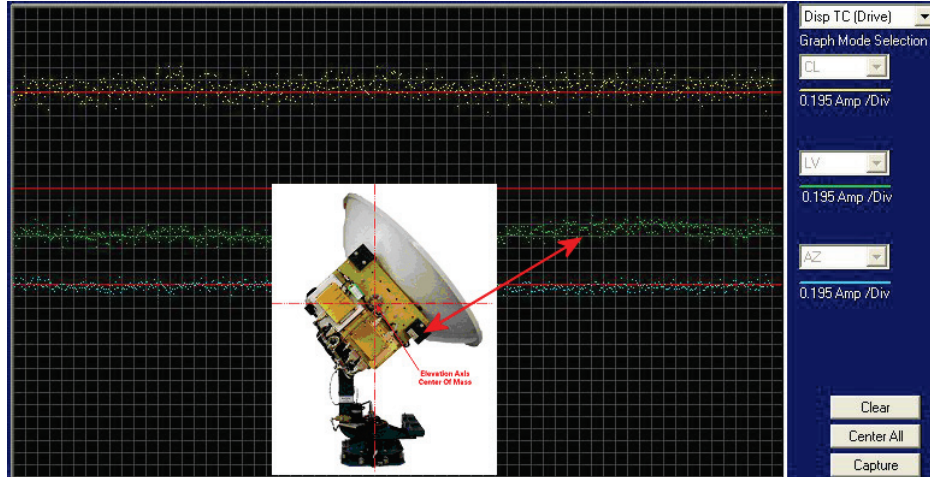 Disp TC (Drive)
Graph Mode Selection
CL
0.195 Amp /Div
LV
0.195 Amp /Div
AZ
0.195 Amp /Div
Elevation Axis
Center Of Mass
Clear
Center All
Capture